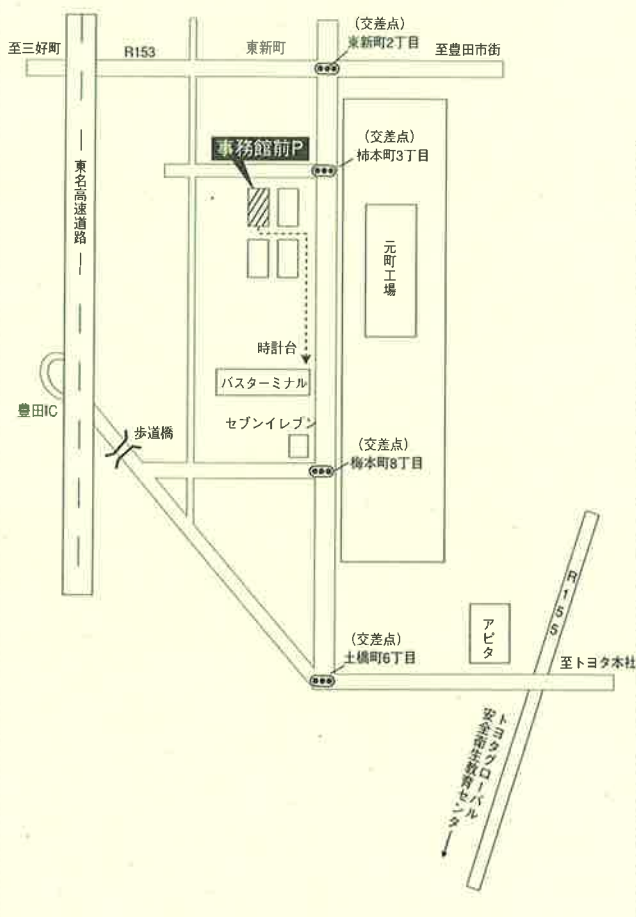 (交差点)
東新町2丁目
至三好町
R153
東新町
至豊田市街
(交差点)
柿本町3丁目
事務館前P
東名高速道路
元町工場
時計台
バスターミナル
豊田IC
セブンイレブン
歩道橋
(交差点)
梅本町8丁目
R155
アピタ
(交差点)
土橋町6丁目
至トヨタ本社
トヨタグローバル
安全衛生教育センタ